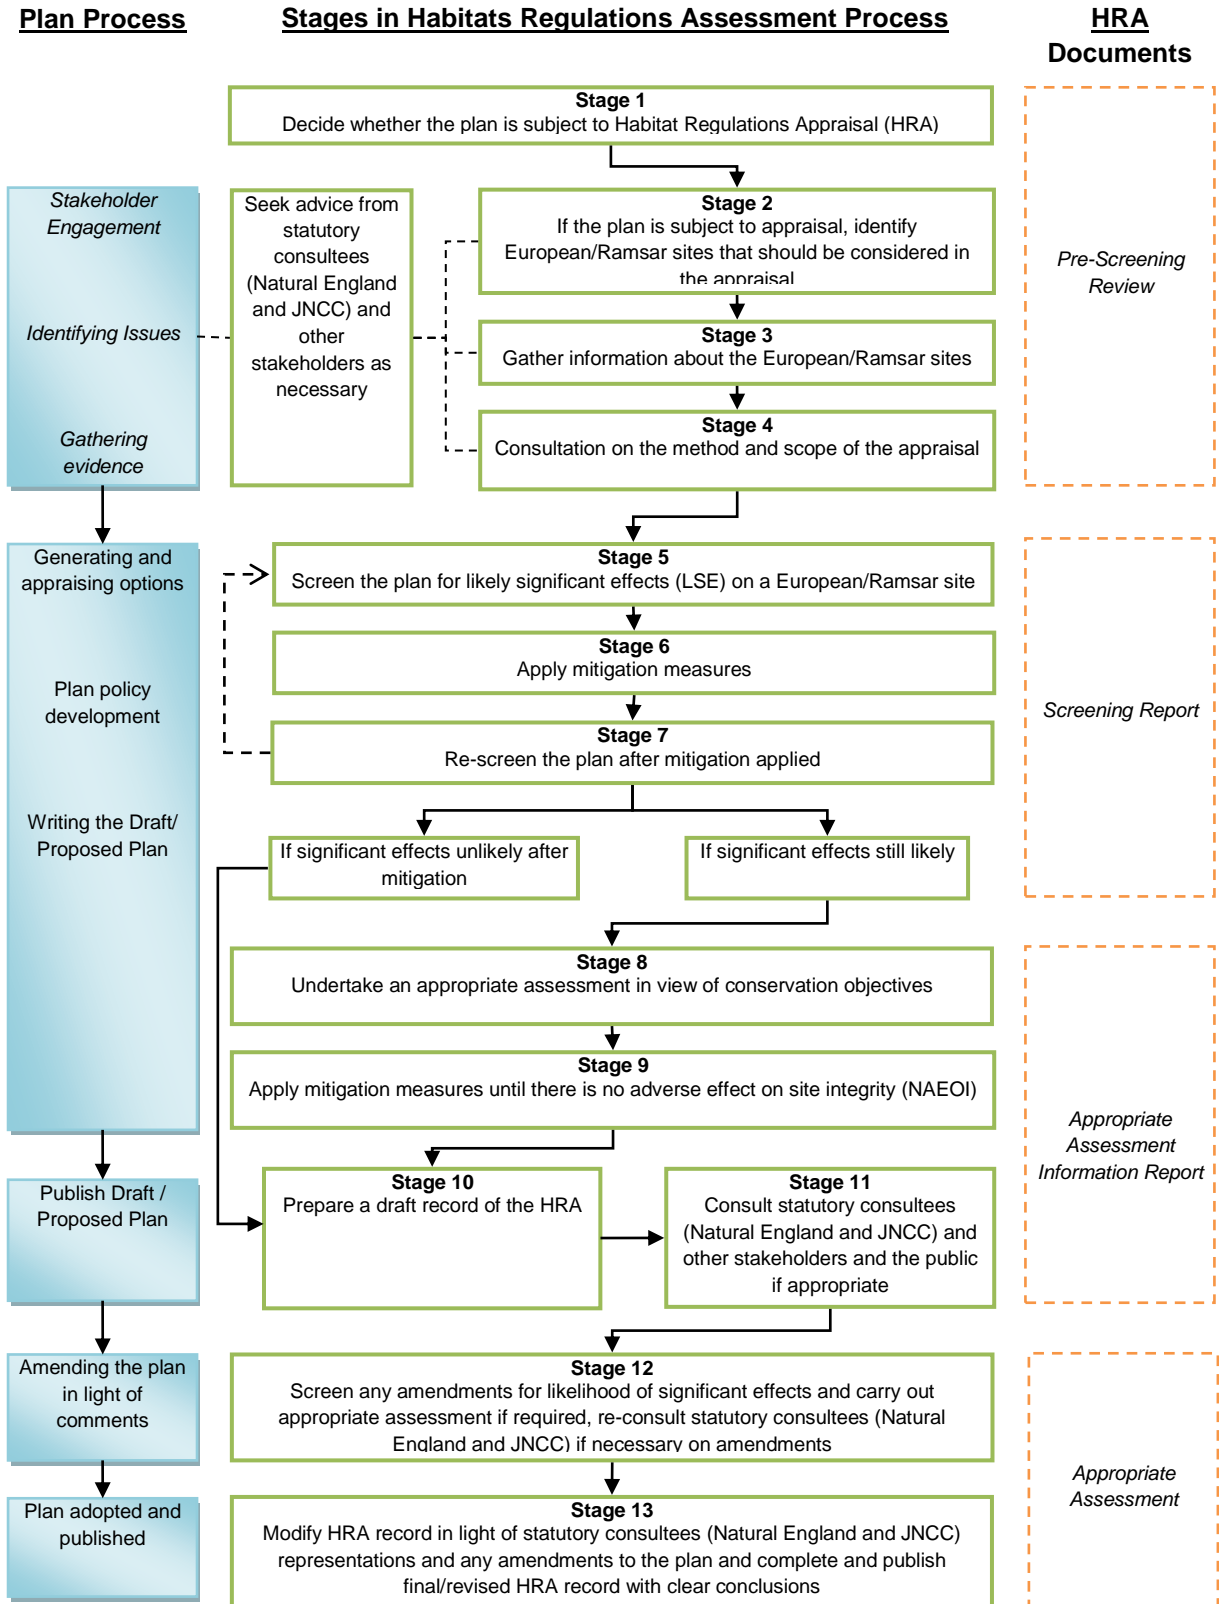 Plan Process
Stages in Habitats Regulations Assessment Process
HRA
Documents
Stage 1
Decide whether the plan is subject to Habitat Regulations Appraisal (HRA)
Stakeholder
Engagement
Identifying Issues
Gathering
evidence
Seek advice from
statutory
consultees
(Natural England
and JNCC) and
other
stakeholders as
necessary
Stage 2
If the plan is subject to appraisal, identify
European/Ramsar sites that should be considered in
the appraisal
Stage 3
Gather information about the European/Ramsar sites
Stage 4
Consultation on the method and scope of the appraisal
Pre-Screening
Review
Generating and
appraising options
Plan policy
development
Writing the Draft/
Proposed Plan
Stage 5
Screen the plan for likely significant effects (LSE) on a European/Ramsar site
Stage 6
Apply mitigation measures
Stage 7
Re-screen the plan after mitigation applied
If significant effects unlikely after
mitigation
If significant effects still likely
Screening Report
Stage 8
Undertake an appropriate assessment in view of conservation objectives
Stage 9
Apply mitigation measures until there is no adverse effect on site integrity (NAEOI)
Publish Draft /
Proposed Plan
Stage 10
Prepare a draft record of the HRA
Stage 11
Consult statutory consultees
(Natural England and JNCC) and
other stakeholders and the public
if appropriate
Appropriate
Assessment
Information Report
Amending the plan
in light of
comments
Stage 12
Screen any amendments for likelihood of significant effects and carry out
appropriate assessment if required, re-consult statutory consultees (Natural
England and JNCC) if necessary on amendments
Plan adopted and
published
Stage 13
Modify HRA record in light of statutory consultees (Natural England and JNCC)
representations and any amendments to the plan and complete and publish
final/revised HRA record with clear conclusions
Appropriate
Assessment